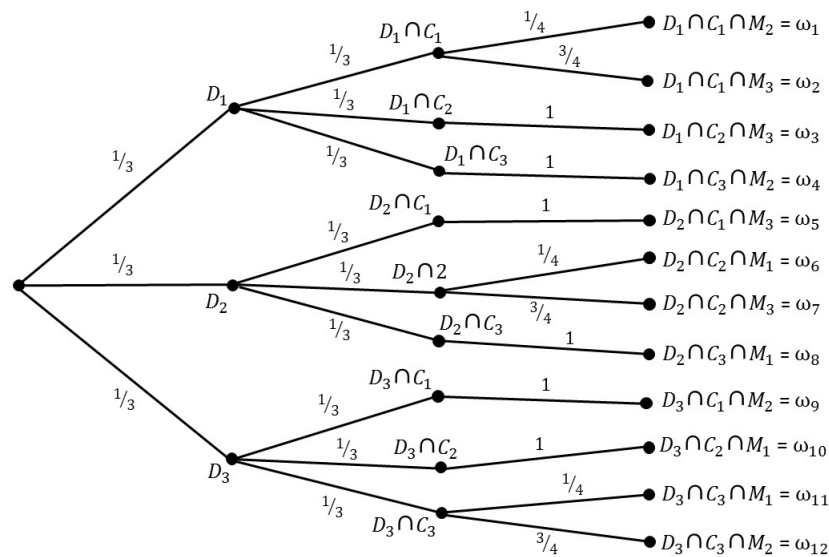 D₁∩C₁
¹/₄
D₁∩C₁∩M₂ = ω₁
¹/₃
³/₄
D₁∩C₁∩M₃ = ω₂
D₁
¹/₃
D₁∩C₂
1
D₁∩C₂∩M₃ = ω₃
¹/₃
¹/₃
D₁∩C₃
1
D₁∩C₃∩M₂ = ω₄
D₂∩C₁
1
D₂∩C₁∩M₃ = ω₅
¹/₃
¹/₃
D₂
¹/₃
D₂∩2
¹/₄
D₂∩C₂∩M₁ = ω₆
³/₄
D₂∩C₂∩M₃ = ω₇
¹/₃
D₂∩C₃
1
D₂∩C₃∩M₁ = ω₈
¹/₃
D₃∩C₁
1
D₃∩C₁∩M₂ = ω₉
¹/₃
D₃
¹/₃
D₃∩C₂
1
D₃∩C₂∩M₁ = ω₁₀
¹/₃
D₃∩C₃
¹/₄
D₃∩C₃∩M₁ = ω₁₁
³/₄
D₃∩C₃∩M₂ = ω₁₂